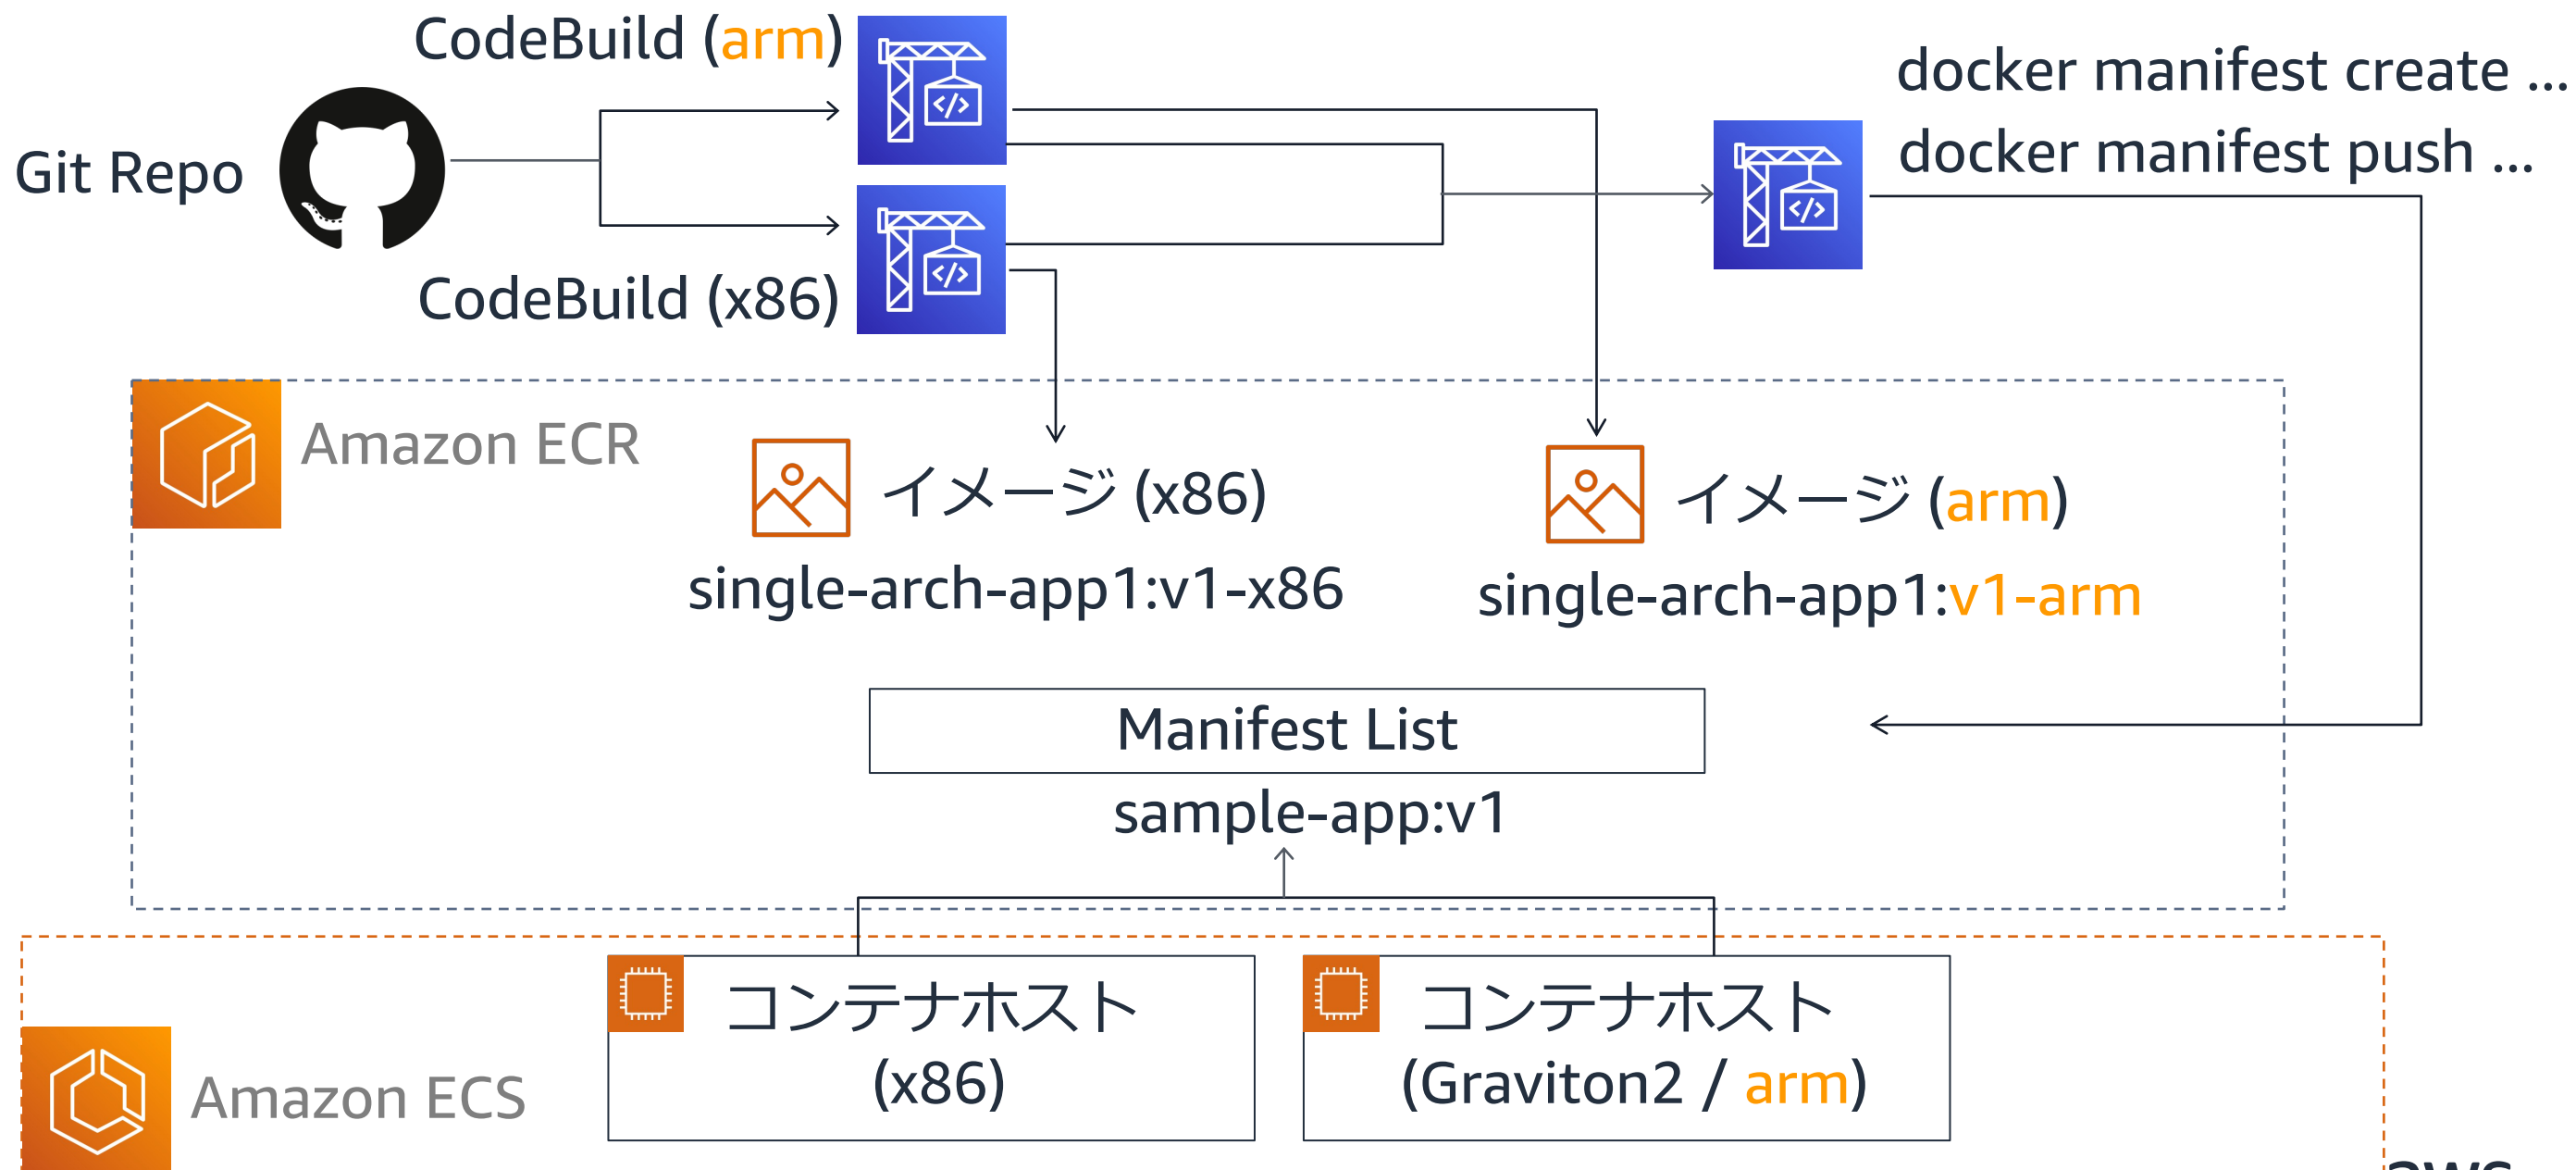 CodeBuild (arm)
docker manifest create ...
docker manifest push ...
Git Repo
CodeBuild (x86)
Amazon ECR
イメージ (x86)
single-arch-app1:v1-x86
イメージ (arm)
single-arch-app1:v1-arm
Manifest List
sample-app:v1
コンテナホスト
(x86)
コンテナホスト
(Graviton2 / arm)
Amazon ECS